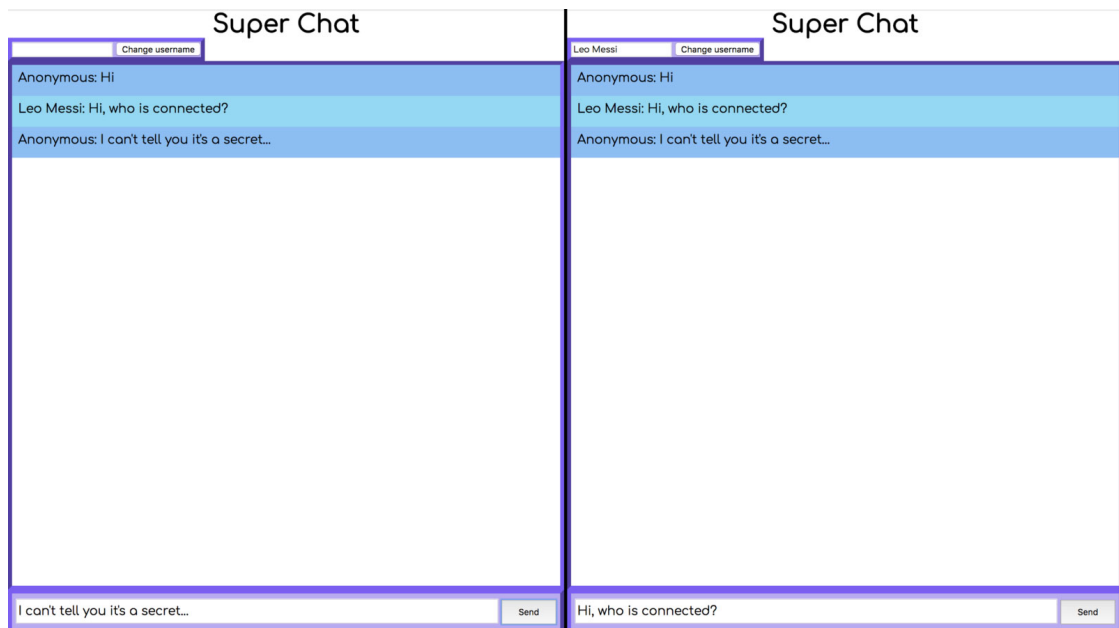 Super Chat
Change username
Anonymous: Hi
Leo Messi: Hi, who is connected?
Anonymous: I can't tell you it's a secret...
I can't tell you it's a secret...
Send
Super Chat
Leo Messi
Change username
Anonymous: Hi
Leo Messi: Hi, who is connected?
Anonymous: I can't tell you it's a secret...
Hi, who is connected?
Send